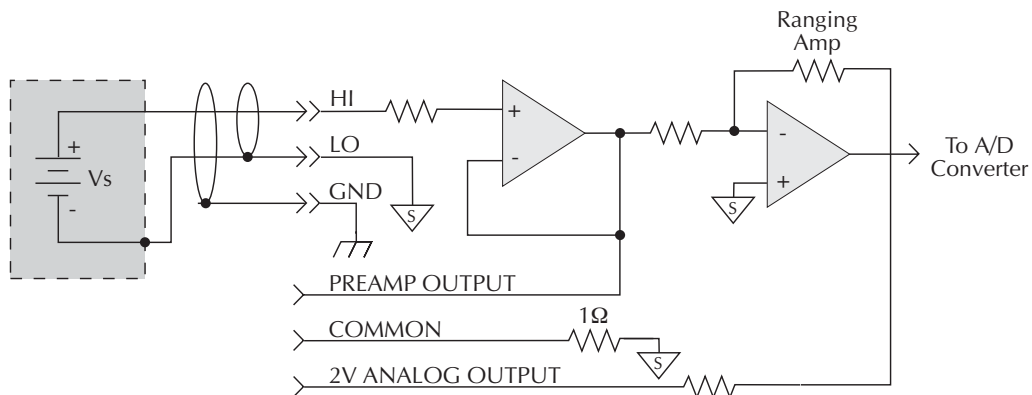 Ranging
Amp
HI
+
+
-
LO
-
+
Vs
To A/D
Converter
-
GND
S
+
S
PREAMP OUTPUT
1Ω
COMMON
S
2V ANALOG OUTPUT